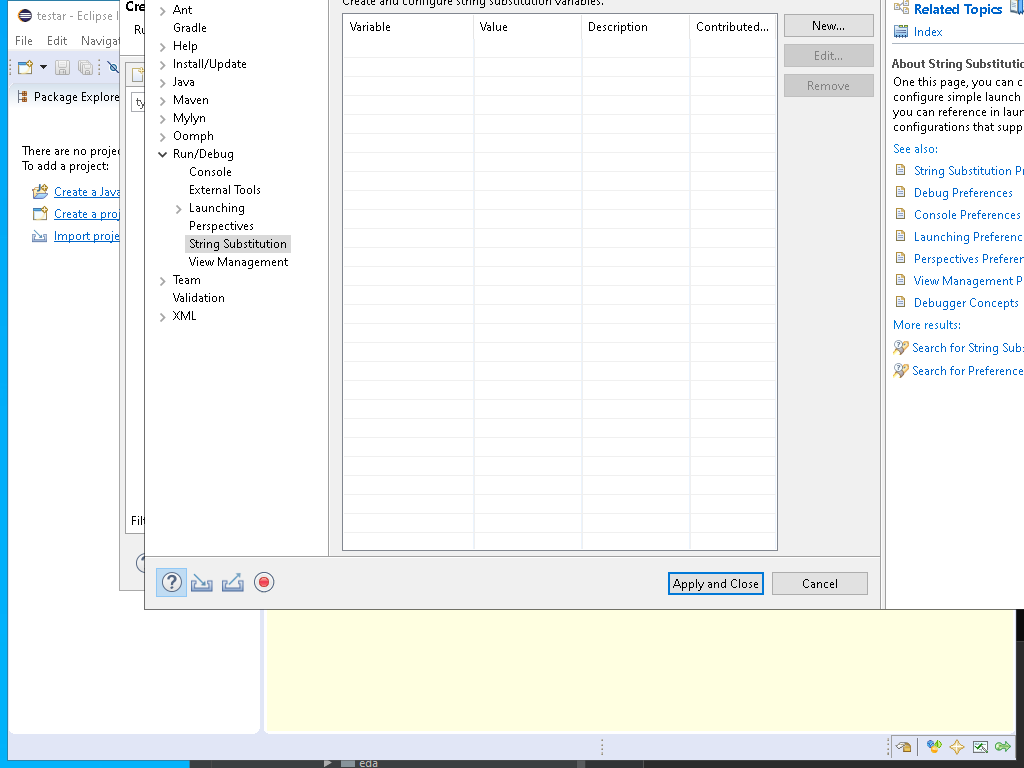 testar - Eclipse I
File Edit Navigat
Package Explore
There are no projec
To add a project:
Create a Java
Create a proj
Import proje
Cre
Ru
ty
Filt
Ant
Gradle
Help
Install/Update
Java
Maven
Mylyn
Oomph
Run/Debug
Console
External Tools
Launching
Perspectives
String Substitution
View Management
Team
Validation
XML
Create and configure string substitution variables.
Variable Value Description Contributed...
New...
Edit...
Remove
Apply and Close Cancel
Related Topics
Index
About String Substitutio
One this page, you can c
configure simple launch
you can reference in laun
configurations that supp
See also:
String Substitution Pr
Debug Preferences
Console Preferences
Launching Preferenc
Perspectives Preferen
View Management P
Debugger Concepts
More results:
Search for String Subs
Search for Preference
eda